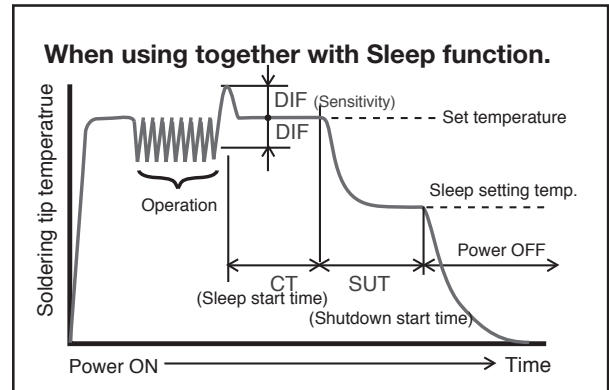 When using together with Sleep function.
DIF (Sensitivity)
DIF
Set temperature
Soldering tip temperatrue
Operation
Sleep setting temp.
Power OFF
CT
SUT
(Sleep start time)
(Shutdown start time)
Power ON
Time